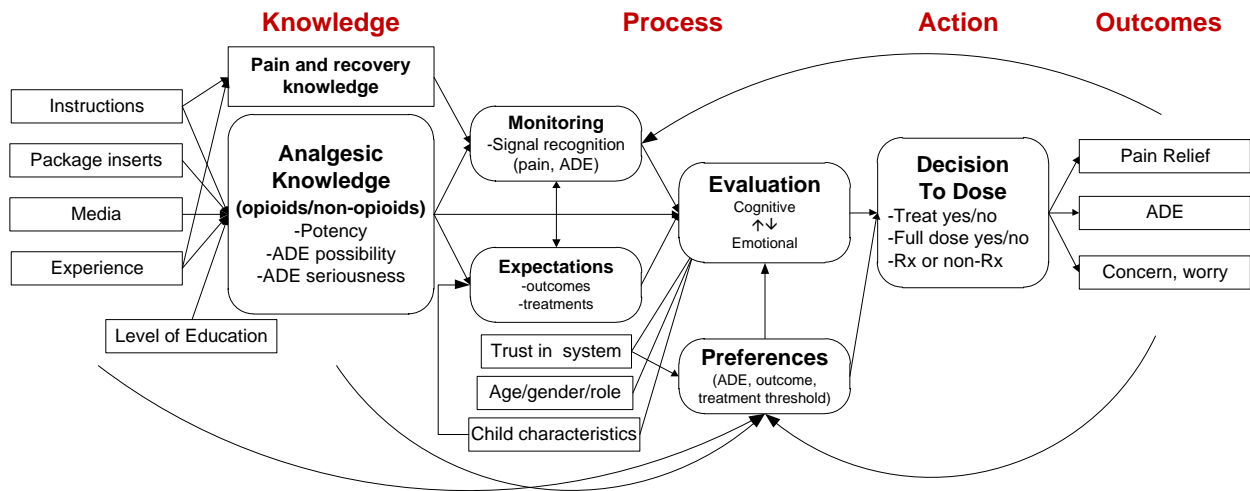 Knowledge
Process
Action
Outcomes
Instructions
Package inserts
Media
Experience
Level of Education
Pain and recovery
knowledge
Analgesic
Knowledge
(opioids/non-opioids)
-Potency
-ADE possibility
-ADE seriousness
Monitoring
-Signal recognition
(pain, ADE)
Expectations
-outcomes
-treatments
Trust in system
Age/gender/role
Child characteristics
Evaluation
Cognitive
↑↓
Emotional
Preferences
(ADE, outcome,
treatment threshold)
Decision
To Dose
-Treat yes/no
-Full dose yes/no
-Rx or non-Rx
Pain Relief
ADE
Concern, worry